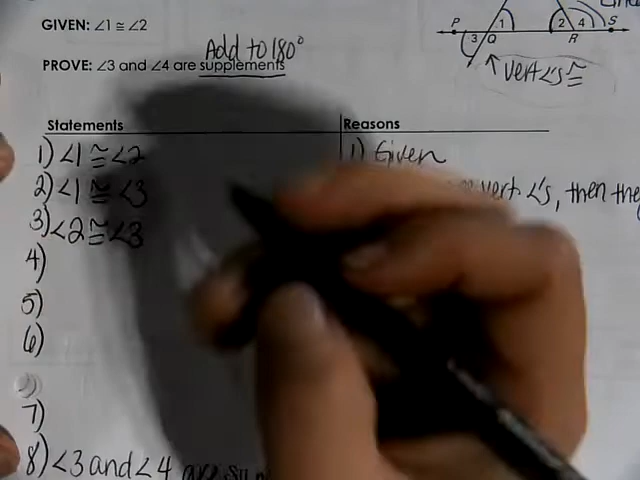 GIVEN: ∠1 ≅ ∠2
Add to 180°
PROVE: ∠3 and ∠4 are supplements
P 3 Q 1 2 4 R S
vert ∠'s ≅
Statements Reasons
1) ∠1 ≅ ∠2 1) Given
2) ∠1 ≅ ∠3 vert ∠'s, then the
3) ∠2 ≅ ∠3
4)
5)
6)
7)
8) ∠3 and ∠4 are